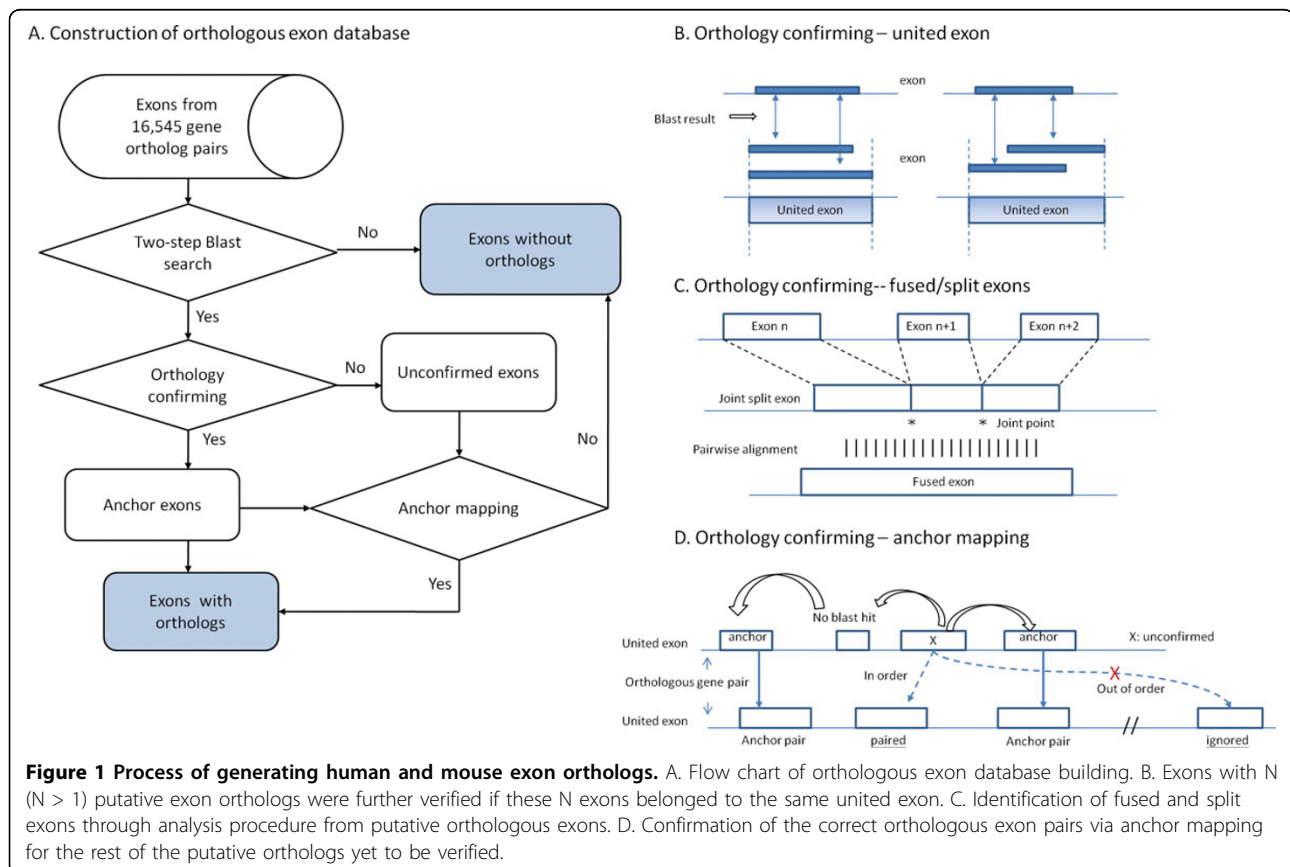 A. Construction of orthologous exon database
Exons from
16,545 gene
ortholog pairs
Two-step Blast
search
No
Exons without
orthologs
Yes
Orthology
confirming
No
Unconfirmed exons
Yes
No
Anchor exons
Anchor mapping
Yes
Exons with
orthologs
B. Orthology confirming – united exon
exon
Blast result
exon
United exon
United exon
C. Orthology confirming-- fused/split exons
Exon n
Exon n+1
Exon n+2
Joint split exon
* * Joint point
Pairwise alignment
Fused exon
D. Orthology confirming – anchor mapping
No blast hit
United exon
anchor
X
anchor
X: unconfirmed
Orthologous gene pair
In order
X
Out of order
United exon
//
Anchor pair
paired
Anchor pair
ignored
Figure 1 Process of generating human and mouse exon orthologs. A. Flow chart of orthologous exon database building. B. Exons with N
(N > 1) putative exon orthologs were further verified if these N exons belonged to the same united exon. C. Identification of fused and split
exons through analysis procedure from putative orthologous exons. D. Confirmation of the correct orthologous exon pairs via anchor mapping
for the rest of the putative orthologs yet to be verified.